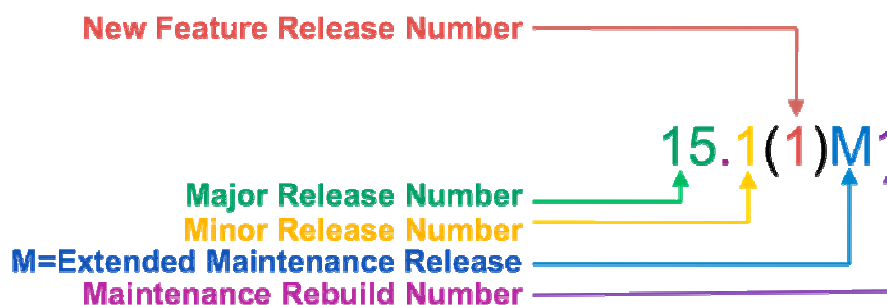 New Feature Release Number
15.1(1)M1
Major Release Number
Minor Release Number
M=Extended Maintenance Release
Maintenance Rebuild Number